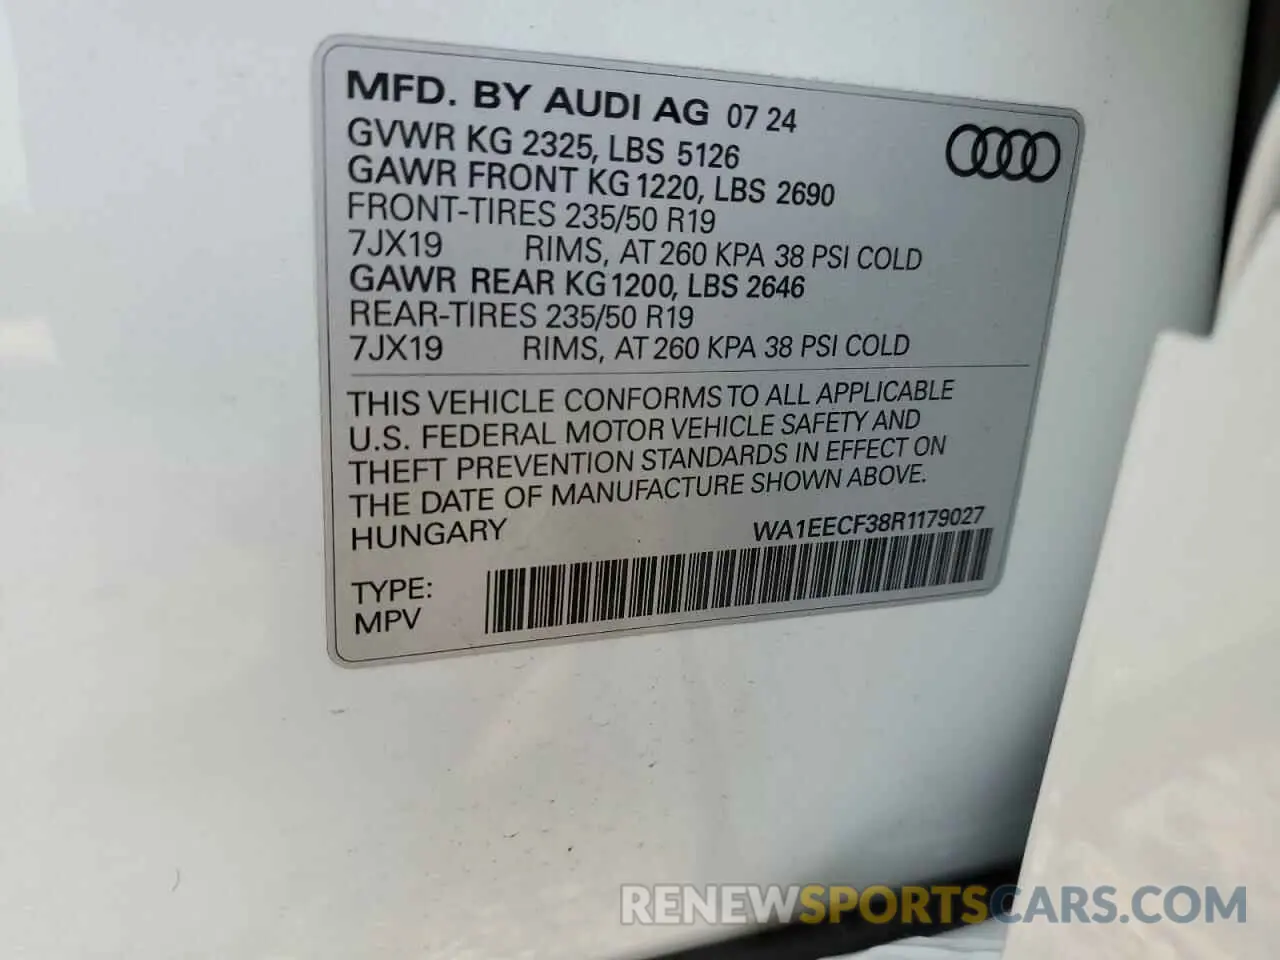 MFD. BY AUDI AG 07 24
GVWR KG 2325, LBS 5126
GAWR FRONT KG 1220, LBS 2690
FRONT-TIRES 235/50 R19
7JX19 RIMS, AT 260 KPA 38 PSI COLD
GAWR REAR KG 1200, LBS 2646
REAR-TIRES 235/50 R19
7JX19 RIMS, AT 260 KPA 38 PSI COLD
THIS VEHICLE CONFORMS TO ALL APPLICABLE
U.S. FEDERAL MOTOR VEHICLE SAFETY AND
THEFT PREVENTION STANDARDS IN EFFECT ON
THE DATE OF MANUFACTURE SHOWN ABOVE.
HUNGARY WA1EECF38R1179027
TYPE:
MPV
RENEWSPORTSCARS.COM